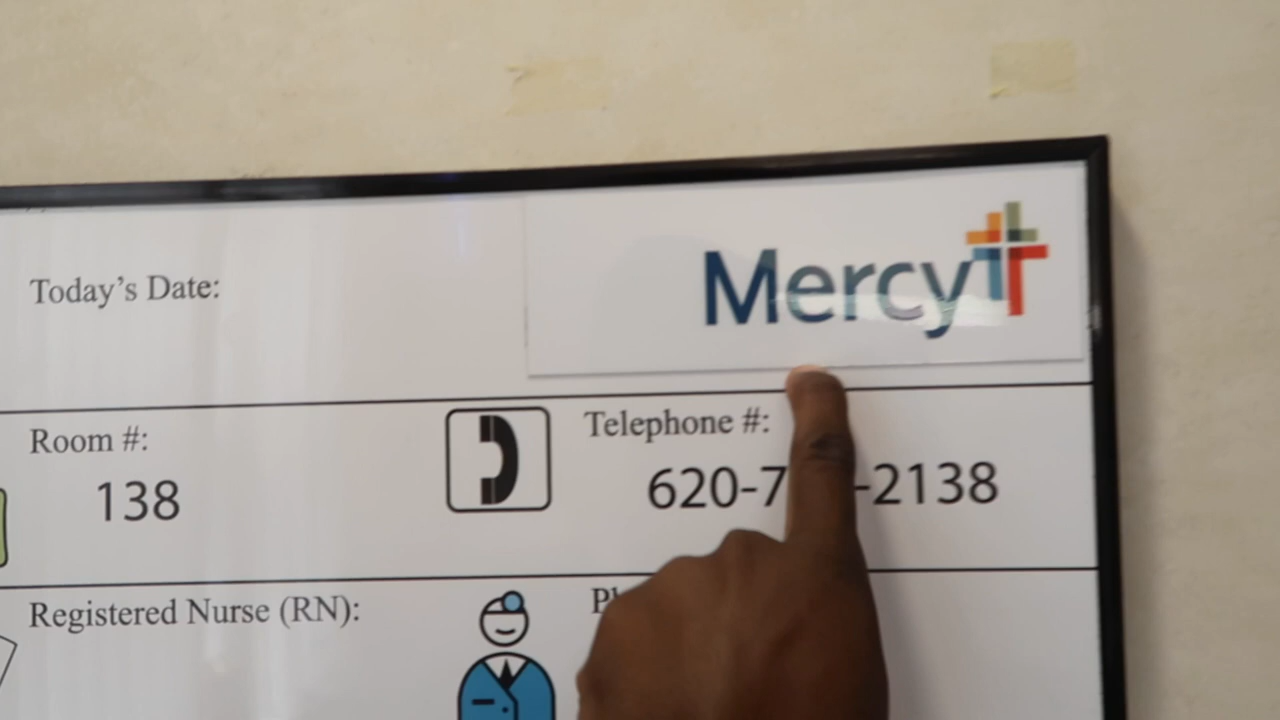 Mercy
Today's Date:
Room #:
138
Telephone #:
620-7 -2138
Registered Nurse (RN):